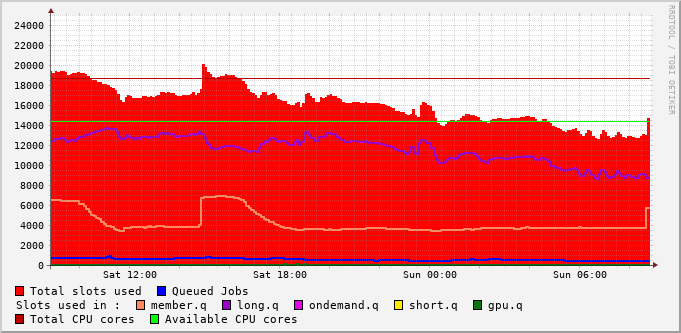 RRDTOOL / TOBI OETIKER
24000
22000
20000
18000
16000
14000
12000
10000
8000
6000
4000
2000
0
Sat 12:00 Sat 18:00 Sun 00:00 Sun 06:00
Total slots used Queued Jobs
Slots used in : member.q long.q ondemand.q short.q gpu.q
Total CPU cores Available CPU cores